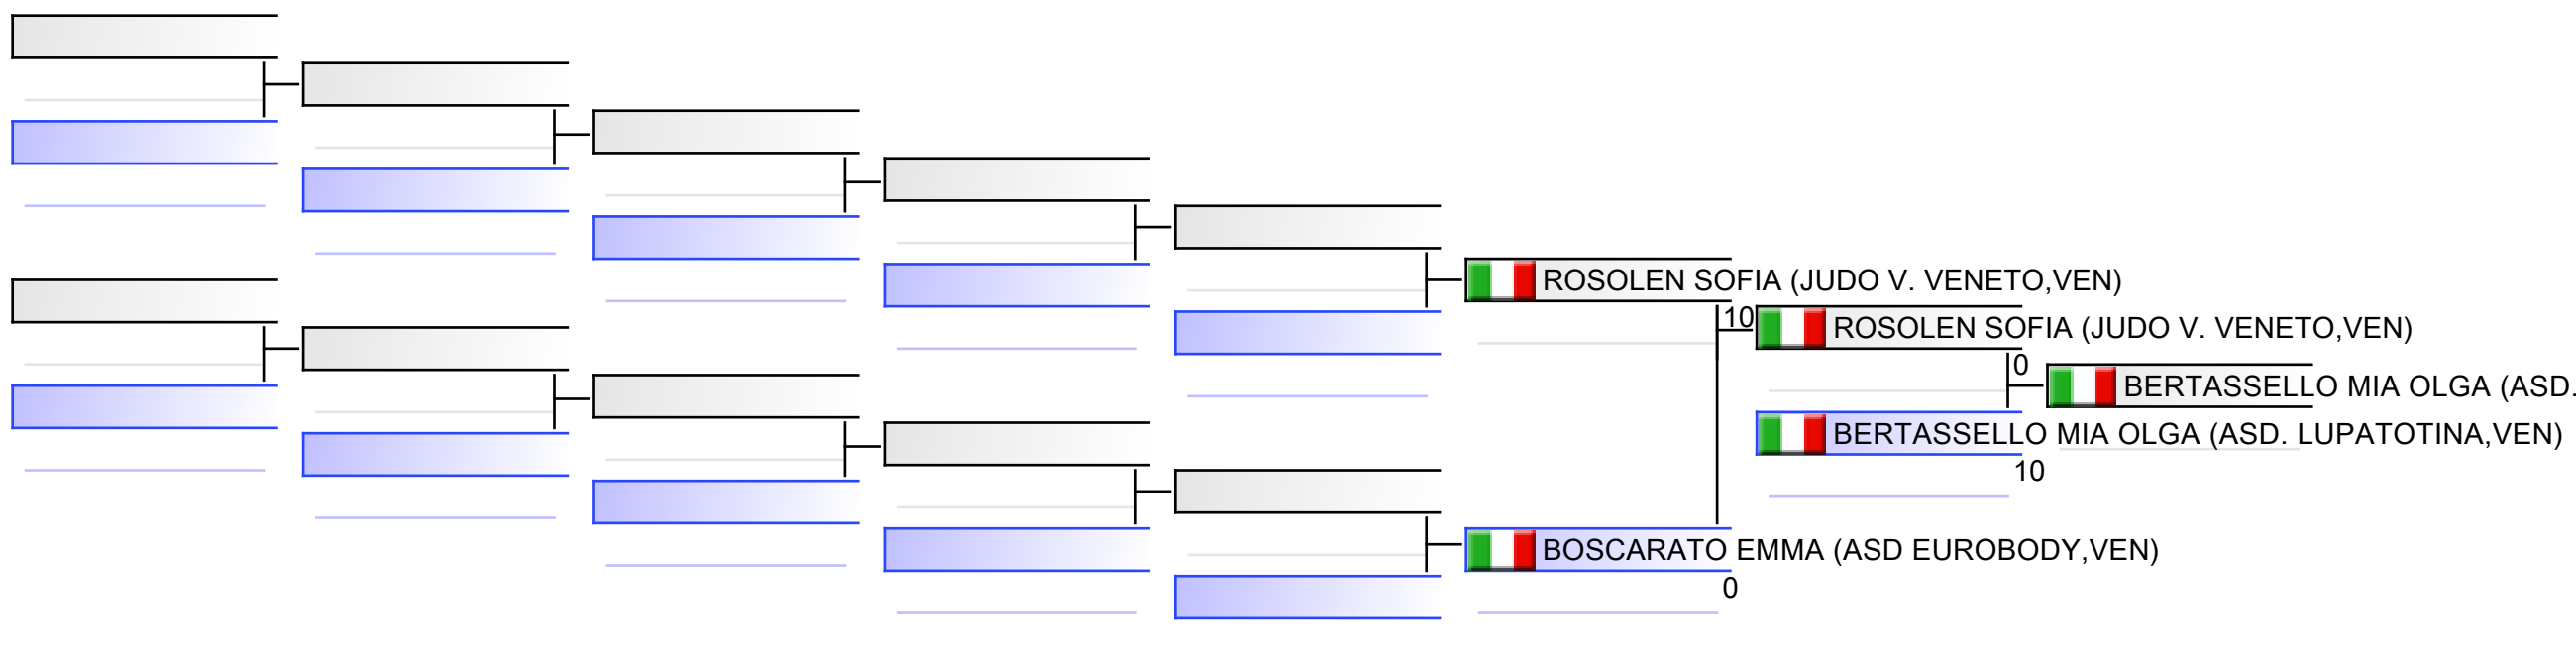 ROSOLEN SOFIA (JUDO V. VENETO,VEN)
10
ROSOLEN SOFIA (JUDO V. VENETO,VEN)
0
BERTASSELLO MIA OLGA (ASD.
BERTASSELLO MIA OLGA (ASD. LUPATOTINA,VEN)
10
BOSCARATO EMMA (ASD EUROBODY,VEN)
0